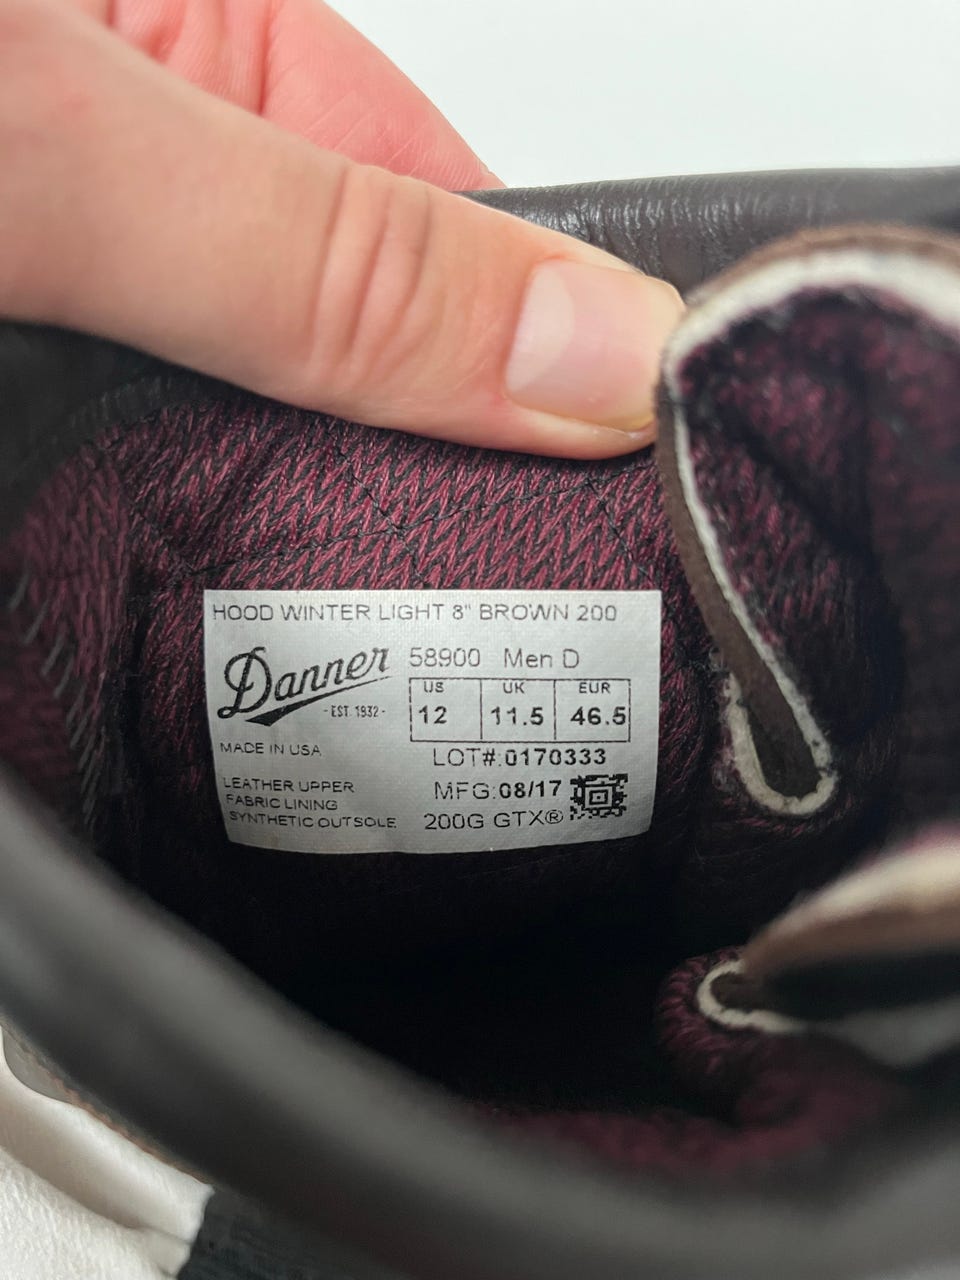 HOOD WINTER LIGHT 8" BROWN 200
Danner
- EST. 1932 -
58900 Men D
US UK EUR
12 11.5 46.5
MADE IN USA
LOT#:0170333
LEATHER UPPER
FABRIC LINING
SYNTHETIC OUTSOLE
MFG:08/17
200G GTX®